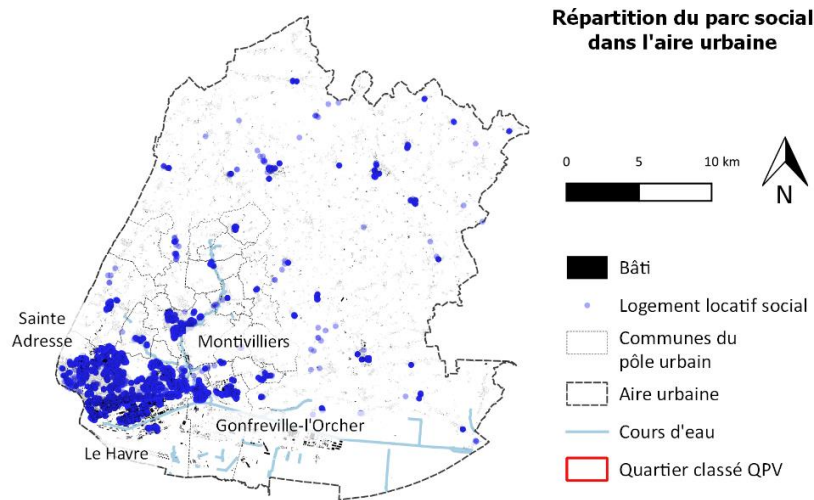 Répartition du parc social
dans l'aire urbaine
0
5
10 km
N
Bâti
Logement locatif social
Communes du
pôle urbain
Aire urbaine
Cours d'eau
Quartier classé QPV
Sainte
Adresse
Montivilliers
Gonfreville-l'Orcher
Le Havre